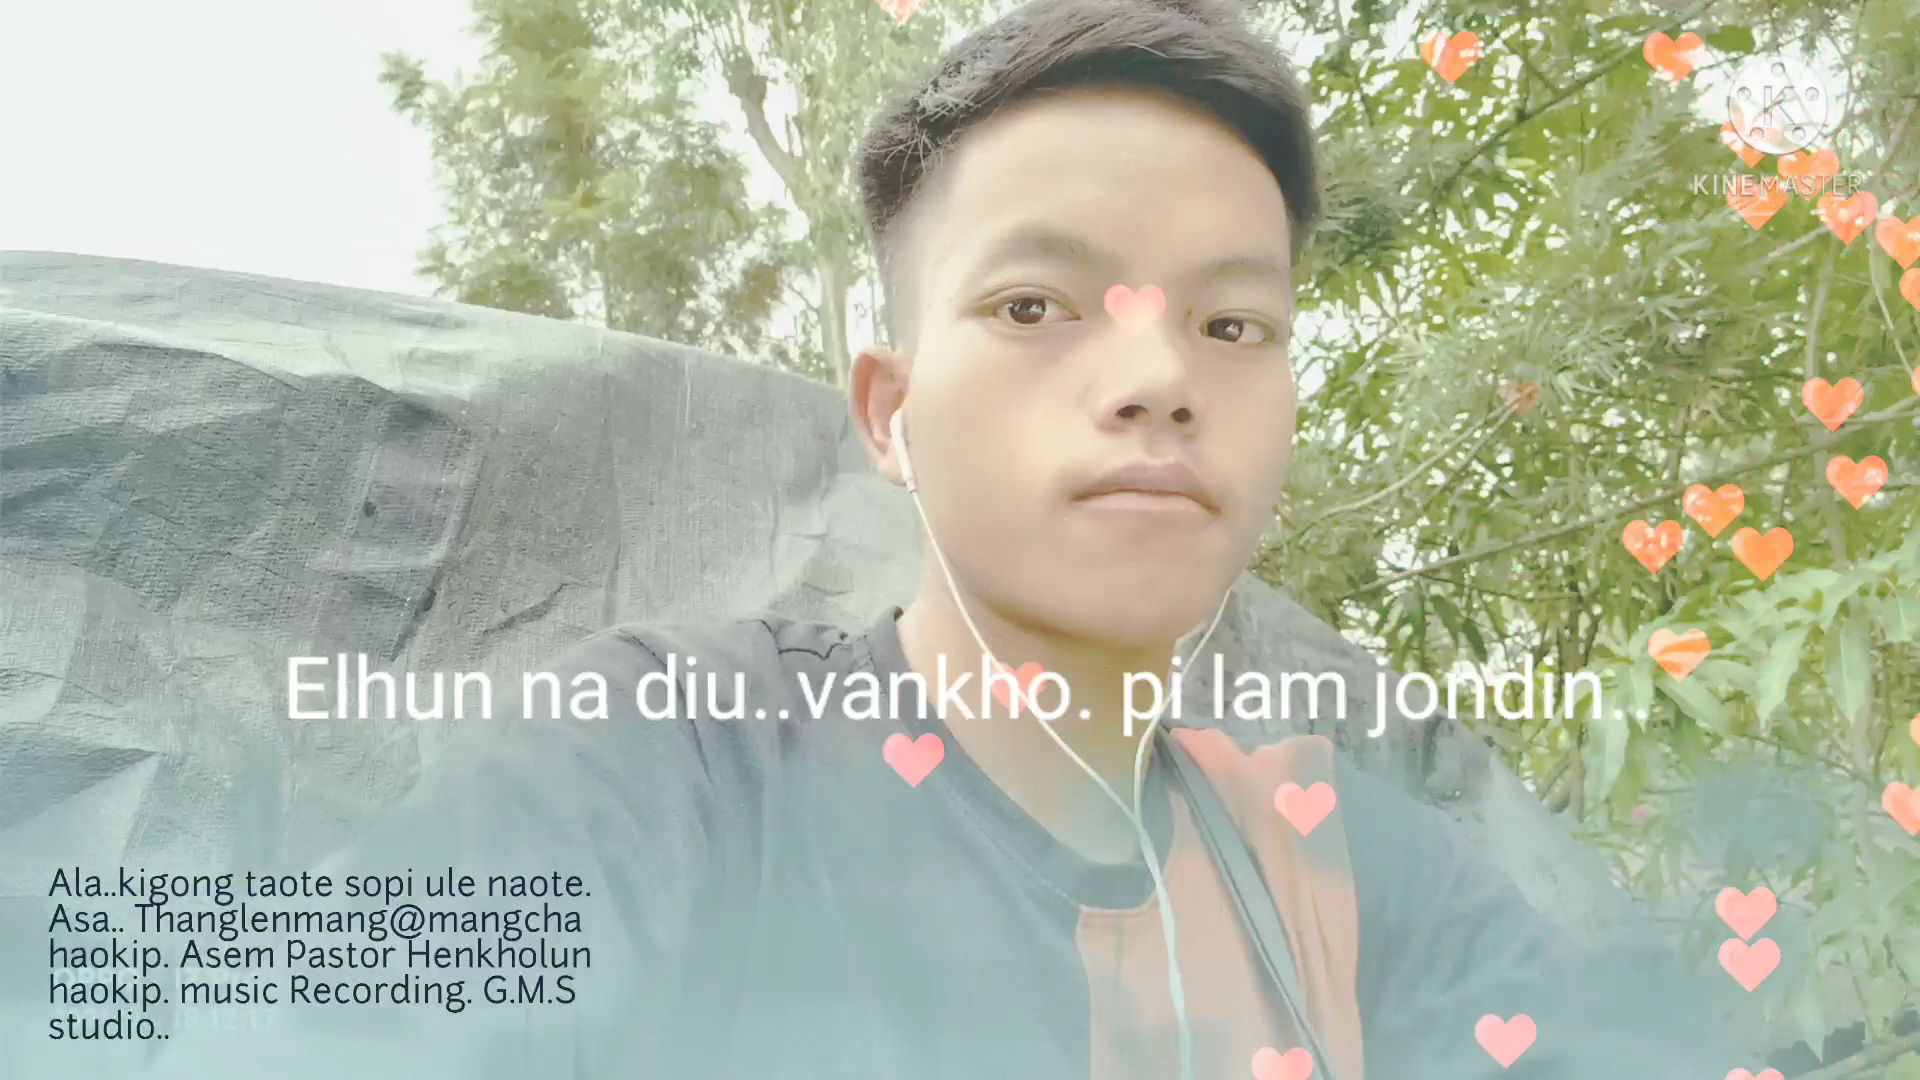 KINEMASTER
Elhun na diu..vankho. pi lam jondin..
Ala..kigong taote sopi ule naote.
Asa.. Thanglenmang@mangcha
haokip. Asem Pastor Henkholun
haokip. music Recording. G.M.S
studio..